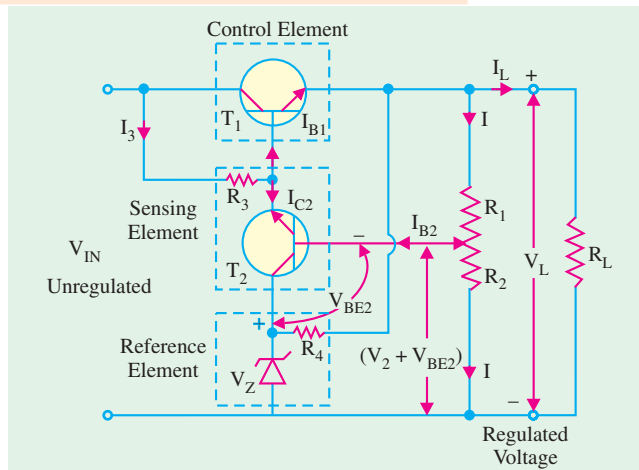 Control Element
I_L
+
T_1
I_B1
I_3
I
R_3
I_C2
Sensing
Element
I_B2
R_1
V_IN
–
R_2
V_L
R_L
Unregulated
T_2
V_BE2
+
R_4
(V_2 + V_BE2)
Reference
Element
V_Z
I
–
Regulated
Voltage